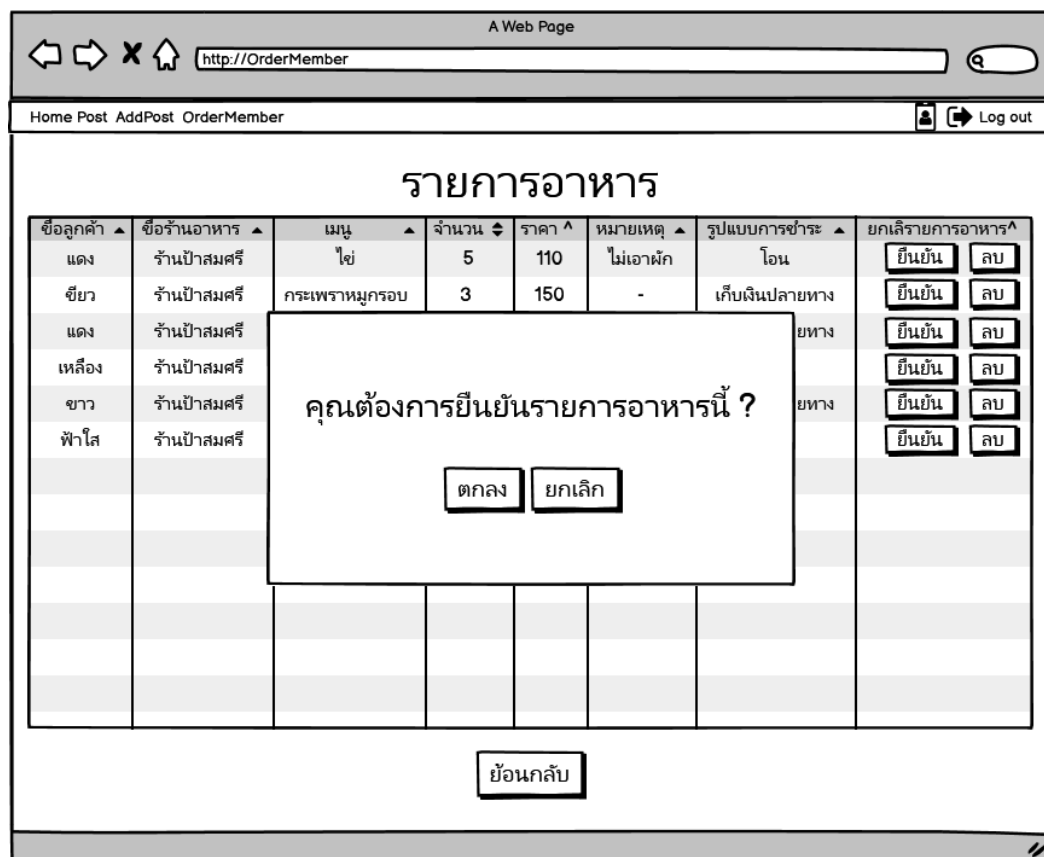 A Web Page
http://OrderMember
Home Post AddPost OrderMember Log out
รายการอาหาร
ชื่อลูกค้า ชื่อร้านอาหาร เมนู จำนวน ราคา ^ หมายเหตุ รูปแบบการชำระ ยกเลิรายการอาหาร^
แดง ร้านป้าสมศรี ไข่ 5 110 ไม่เอาผัก โอน ยืนยัน ลบ
ขียว ร้านป้าสมศรี กระเพราหมูกรอบ 3 150 - เก็บเงินปลายทาง ยืนยัน ลบ
แดง ร้านป้าสมศรี ยทาง ยืนยัน ลบ
เหลือง ร้านป้าสมศรี ยืนยัน ลบ
ขาว ร้านป้าสมศรี ยทาง ยืนยัน ลบ
ฟ้าใส ร้านป้าสมศรี ยืนยัน ลบ
คุณต้องการยืนยันรายการอาหารนี้ ?
ตกลง ยกเลิก
ย้อนกลับ